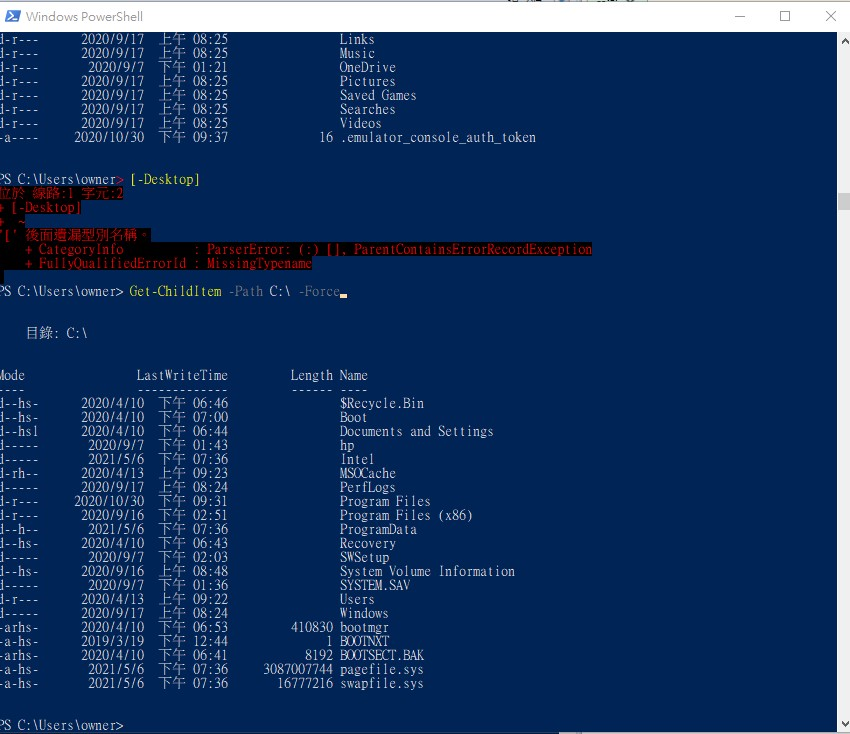 Windows PowerShell
d-r--- 2020/9/17 上午 08:25 Links
d-r--- 2020/9/17 上午 08:25 Music
d-r--- 2020/9/7 下午 01:21 OneDrive
d-r--- 2020/9/17 上午 08:25 Pictures
d-r--- 2020/9/17 上午 08:25 Saved Games
d-r--- 2020/9/17 上午 08:25 Searches
d-r--- 2020/9/17 上午 08:25 Videos
-a---- 2020/10/30 下午 09:37 16 .emulator_console_auth_token
PS C:\Users\owner> [-Desktop]
位於 線路:1 字元:2
+ [-Desktop]
+ ~
'[' 後面遺漏型別名稱。
+ CategoryInfo : ParserError: (:) [], ParentContainsErrorRecordException
+ FullyQualifiedErrorId : MissingTypename
PS C:\Users\owner> Get-ChildItem -Path C:\ -Force
目錄: C:\
Mode LastWriteTime Length Name
---- ------------- ------ ----
d--hs- 2020/4/10 下午 06:46 $Recycle.Bin
d--hs- 2020/4/10 下午 07:00 Boot
d--hsl 2020/4/10 下午 06:44 Documents and Settings
d----- 2020/9/7 下午 01:43 hp
d----- 2021/5/6 下午 07:36 Intel
d-rh-- 2020/4/13 上午 09:23 MSOCache
d----- 2020/9/17 上午 08:24 PerfLogs
d-r--- 2020/10/30 下午 09:31 Program Files
d-r--- 2020/9/16 下午 02:51 Program Files (x86)
d--h-- 2021/5/6 下午 07:36 ProgramData
d--hs- 2020/4/10 下午 06:43 Recovery
d----- 2020/9/7 下午 02:03 SWSetup
d--hs- 2020/9/16 上午 08:48 System Volume Information
d----- 2020/9/7 下午 01:36 SYSTEM.SAV
d-r--- 2020/4/13 上午 09:22 Users
d----- 2020/9/17 上午 08:24 Windows
-arhs- 2020/4/10 下午 06:53 410830 bootmgr
-a-hs- 2019/3/19 下午 12:44 1 BOOTNXT
-arhs- 2020/4/10 下午 06:41 8192 BOOTSECT.BAK
-a-hs- 2021/5/6 下午 07:36 3087007744 pagefile.sys
-a-hs- 2021/5/6 下午 07:36 16777216 swapfile.sys
PS C:\Users\owner>